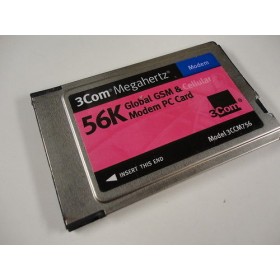 3Com Megahertz®
Modem
56K Global GSM & Cellular
Modem PC Card
3Com®
INSERT THIS END
Model 3CCM756